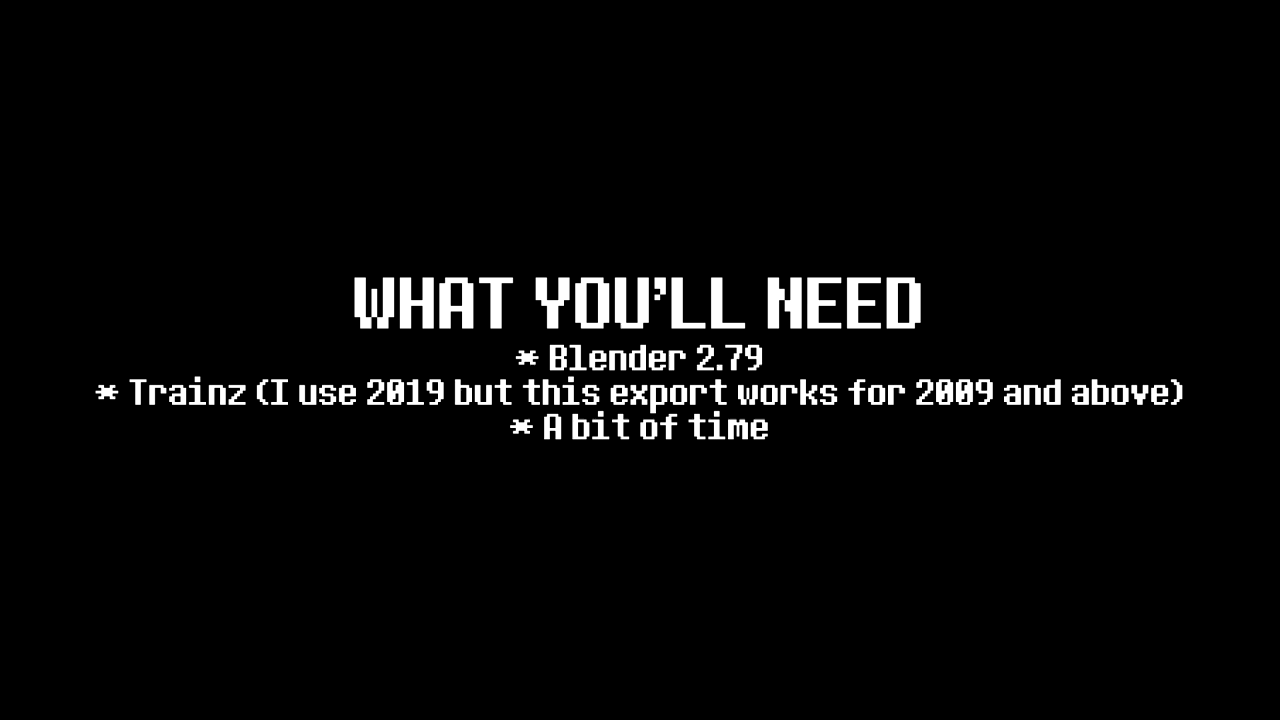 WHAT YOU'LL NEED
* Blender 2.79
* Trainz (I use 2019 but this export works for 2009 and above)
* A bit of time